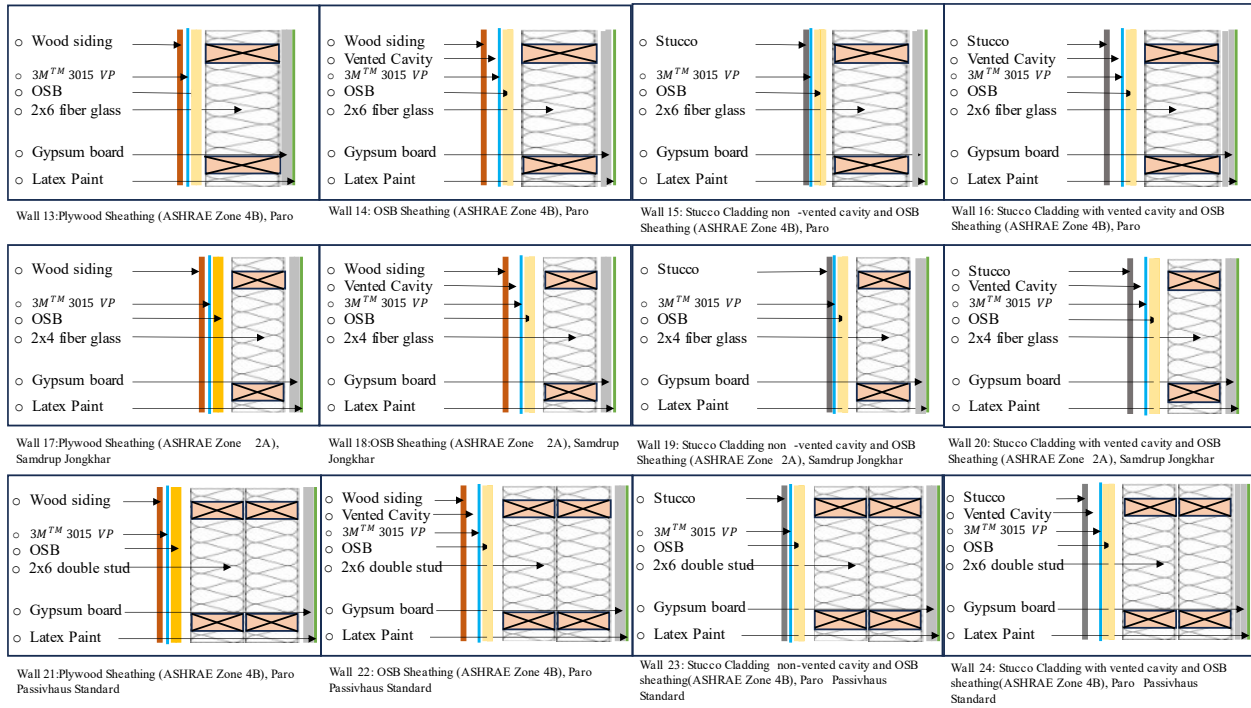 Wood siding
3M™ 3015 VP
OSB
2x6 fiber glass
Gypsum board
Latex Paint
Wall 13:Plywood Sheathing (ASHRAE Zone 4B), Paro
Wood siding
Vented Cavity
3M™ 3015 VP
OSB
2x6 fiber glass
Gypsum board
Latex Paint
Wall 14: OSB Sheathing (ASHRAE Zone 4B), Paro
Stucco
3M™ 3015 VP
OSB
2x6 fiber glass
Gypsum board
Latex Paint
Wall 15: Stucco Cladding non -vented cavity and OSB
Sheathing (ASHRAE Zone 4B), Paro
Stucco
Vented Cavity
3M™ 3015 VP
OSB
2x6 fiber glass
Gypsum board
Latex Paint
Wall 16: Stucco Cladding with vented cavity and OSB
Sheathing (ASHRAE Zone 4B), Paro
Wood siding
3M™ 3015 VP
OSB
2x4 fiber glass
Gypsum board
Latex Paint
Wall 17:Plywood Sheathing (ASHRAE Zone 2A),
Samdrup Jongkhar
Wood siding
Vented Cavity
3M™ 3015 VP
OSB
2x4 fiber glass
Gypsum board
Latex Paint
Wall 18:OSB Sheathing (ASHRAE Zone 2A), Samdrup
Jongkhar
Stucco
3M™ 3015 VP
OSB
2x4 fiber glass
Gypsum board
Latex Paint
Wall 19: Stucco Cladding non -vented cavity and OSB
Sheathing (ASHRAE Zone 2A), Samdrup Jongkhar
Stucco
Vented Cavity
3M™ 3015 VP
OSB
2x4 fiber glass
Gypsum board
Latex Paint
Wall 20: Stucco Cladding with vented cavity and OSB
Sheathing (ASHRAE Zone 2A), Samdrup Jongkhar
Wood siding
3M™ 3015 VP
OSB
2x6 double stud
Gypsum board
Latex Paint
Wall 21:Plywood Sheathing (ASHRAE Zone 4B), Paro
Passivhaus Standard
Wood siding
Vented Cavity
3M™ 3015 VP
OSB
2x6 double stud
Gypsum board
Latex Paint
Wall 22: OSB Sheathing (ASHRAE Zone 4B), Paro
Passivhaus Standard
Stucco
3M™ 3015 VP
OSB
2x6 double stud
Gypsum board
Latex Paint
Wall 23: Stucco Cladding non-vented cavity and OSB
sheathing(ASHRAE Zone 4B), Paro Passivhaus
Standard
Stucco
Vented Cavity
3M™ 3015 VP
OSB
2x6 double stud
Gypsum board
Latex Paint
Wall 24: Stucco Cladding with vented cavity and OSB
sheathing(ASHRAE Zone 4B), Paro Passivhaus
Standard